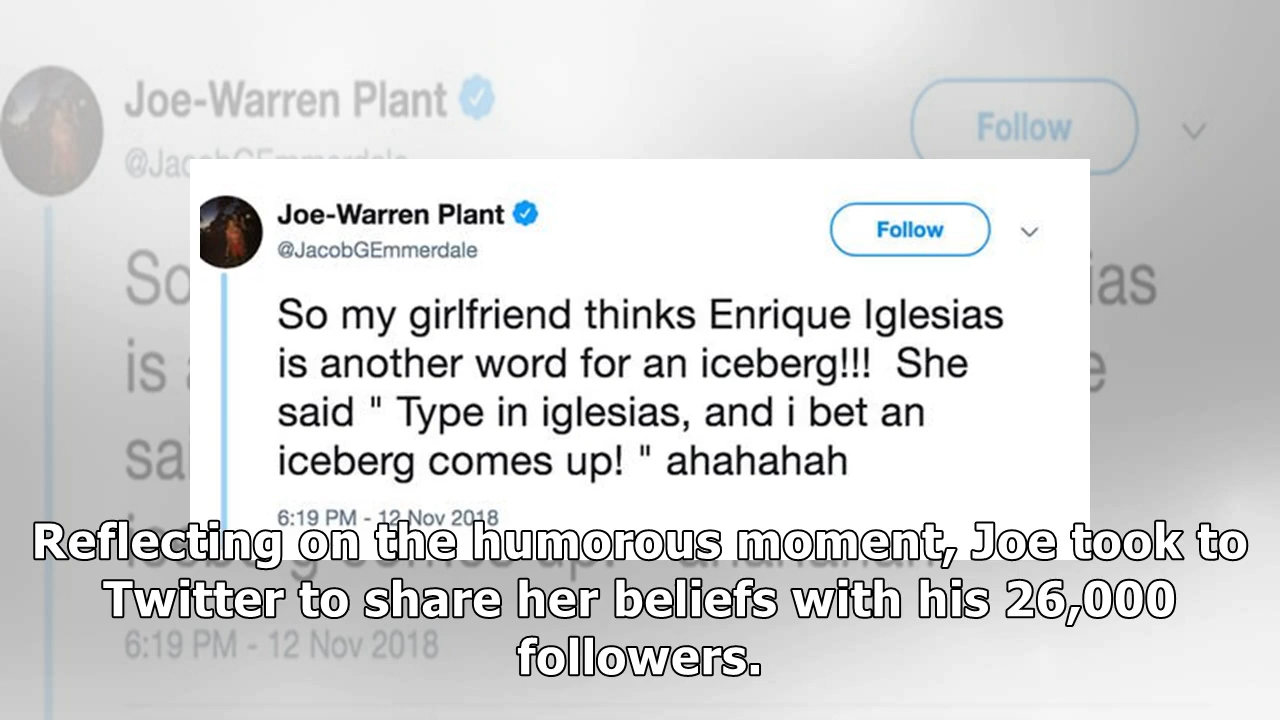 Joe-Warren Plant
Follow
@Jac
Joe-Warren Plant
@JacobGEmmerdale
Follow
So my girlfriend thinks Enrique Iglesias
is another word for an iceberg!!!  She
said " Type in iglesias, and i bet an
iceberg comes up! " ahahahah
6:19 PM - 12 Nov 2018
Reflecting on the humorous moment, Joe took to
Twitter to share her beliefs with his 26,000
followers.
6:19 PM - 12 Nov 2018